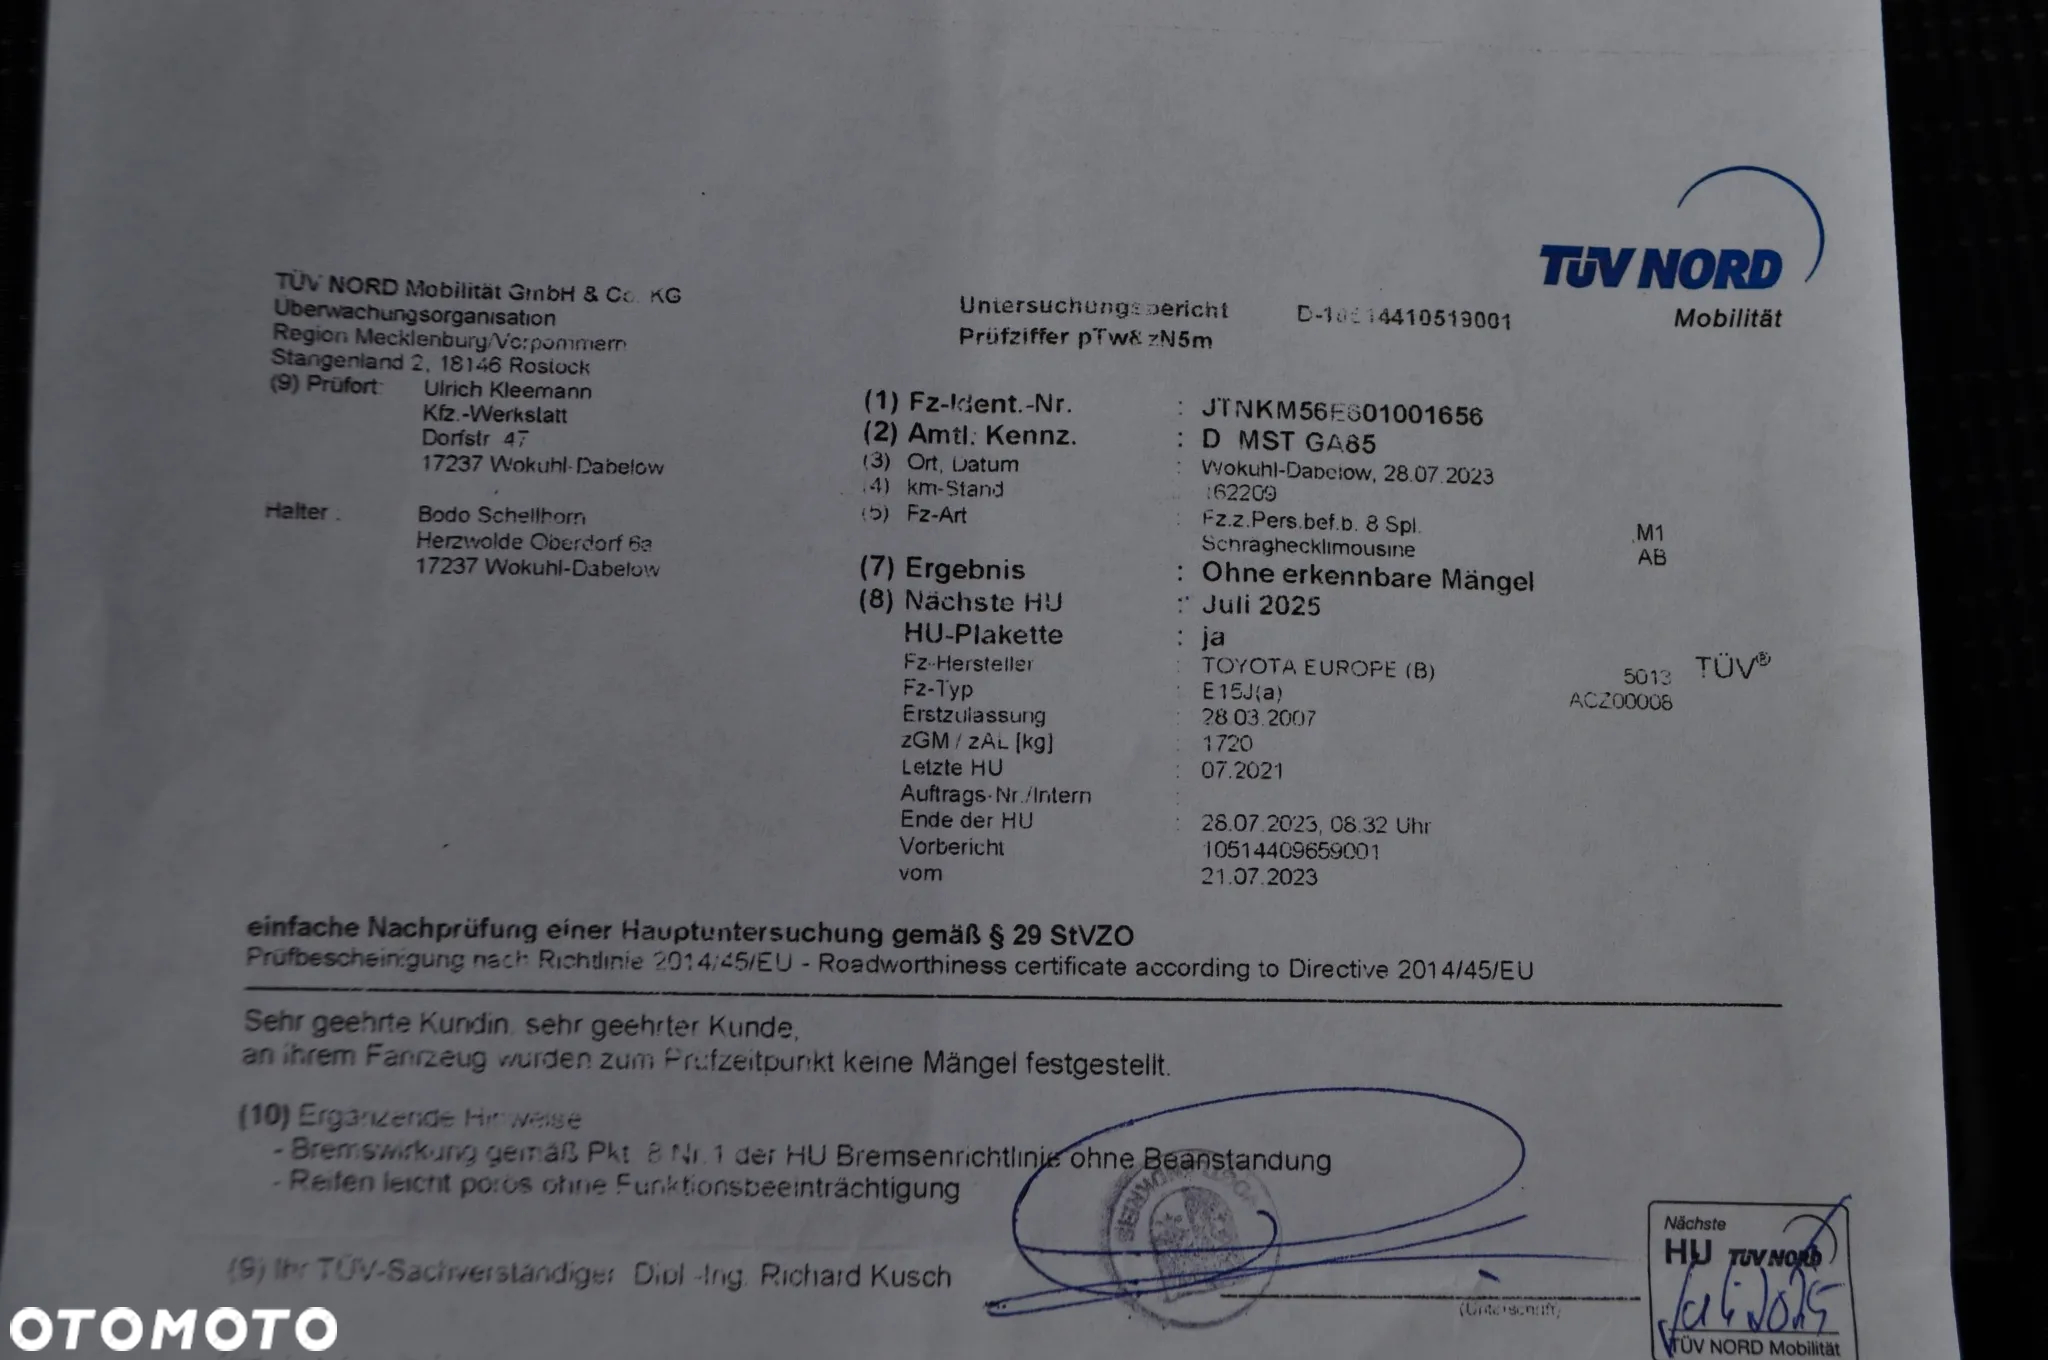 TÜV NORD
Mobilität
TÜV NORD Mobilität GmbH & Co. KG
Überwachungsorganisation
Region Mecklenburg/Vorpommern
Stangenland 2, 18146 Rostock
(9) Prüfort: Ulrich Kleemann
Kfz.-Werkstatt
Dorfstr. 47
17237 Wokuhl-Dabelow
Halter : Bodo Schellhorn
Herzwolde Oberdorf 6a
17237 Wokuhl-Dabelow
Untersuchungsbericht
Prüfziffer
(1) Fz-Ident.-Nr. :
(2) Amtl. Kennz. : D MST GA85
(3) Ort, Datum : Wokuhl-Dabelow, 28.07.2023
(4) km-Stand : 162209
(5) Fz-Art : Fz.z.Pers.bef.b. 8 Spl. M1
Schräghecklimousine AB
(7) Ergebnis : Ohne erkennbare Mängel
(8) Nächste HU : Juli 2025
HU-Plakette : ja
Fz-Hersteller : TOYOTA EUROPE (B) 5013 TÜV®
Fz-Typ : E15J(a) ACZ00008
Erstzulassung : 28.03.2007
zGM / zAL [kg] : 1720
Letzte HU : 07.2021
Auftrags-Nr./Intern :
Ende der HU : 28.07.2023, 08.32 Uhr
Vorbericht 10514409659001
vom 21.07.2023
einfache Nachprüfung einer Hauptuntersuchung gemäß § 29 StVZO
Prüfbescheinigung nach Richtlinie 2014/45/EU - Roadworthiness certificate according to Directive 2014/45/EU
Sehr geehrte Kundin, sehr geehrter Kunde,
an ihrem Fahrzeug wurden zum Prüfzeitpunkt keine Mängel festgestellt.
(10) Ergänzende Hinweise
- Bremswirkung gemäß Pkt. 8 Nr.1 der HU Bremsenrichtlinie ohne Beanstandung
- Reifen leicht porös ohne Funktionsbeeinträchtigung
(9) Ihr TÜV-Sachverständiger Dipl.-Ing. Richard Kusch
(Unterschrift)
Nächste
HU TÜV NORD
Juli 2025
TÜV NORD Mobilität
OTOMOTO